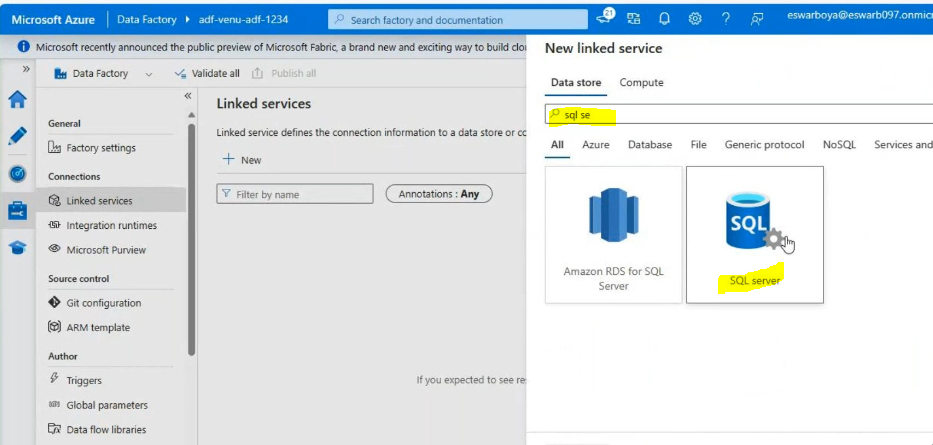 Microsoft Azure Data Factory adf-venu-adf-1234 Search factory and documentation 21 eswarboya@eswarb097.onmicr
Microsoft recently announced the public preview of Microsoft Fabric, a brand new and exciting way to build clou
Data Factory Validate all Publish all
General
Factory settings
Connections
Linked services
Integration runtimes
Microsoft Purview
Source control
Git configuration
ARM template
Author
Triggers
Global parameters
Data flow libraries
Linked services
Linked service defines the connection information to a data store or co
New
Filter by name Annotations : Any
If you expected to see re
New linked service
Data store Compute
sql se
All Azure Database File Generic protocol NoSQL Services and
Amazon RDS for SQL
Server
SQL
SQL server